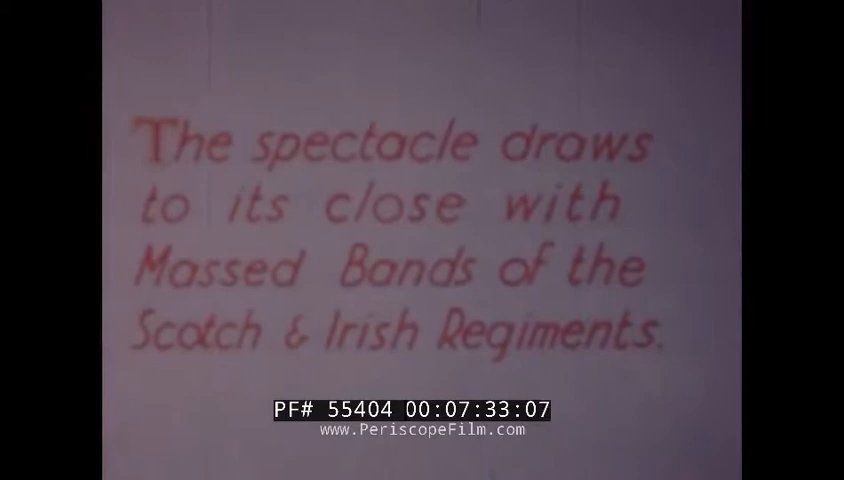 The spectacle draws
to its close with
Massed Bands of the
Scotch & Irish Regiments.
PF# 55404 00:07:33:07
www.PeriscopeFilm.com